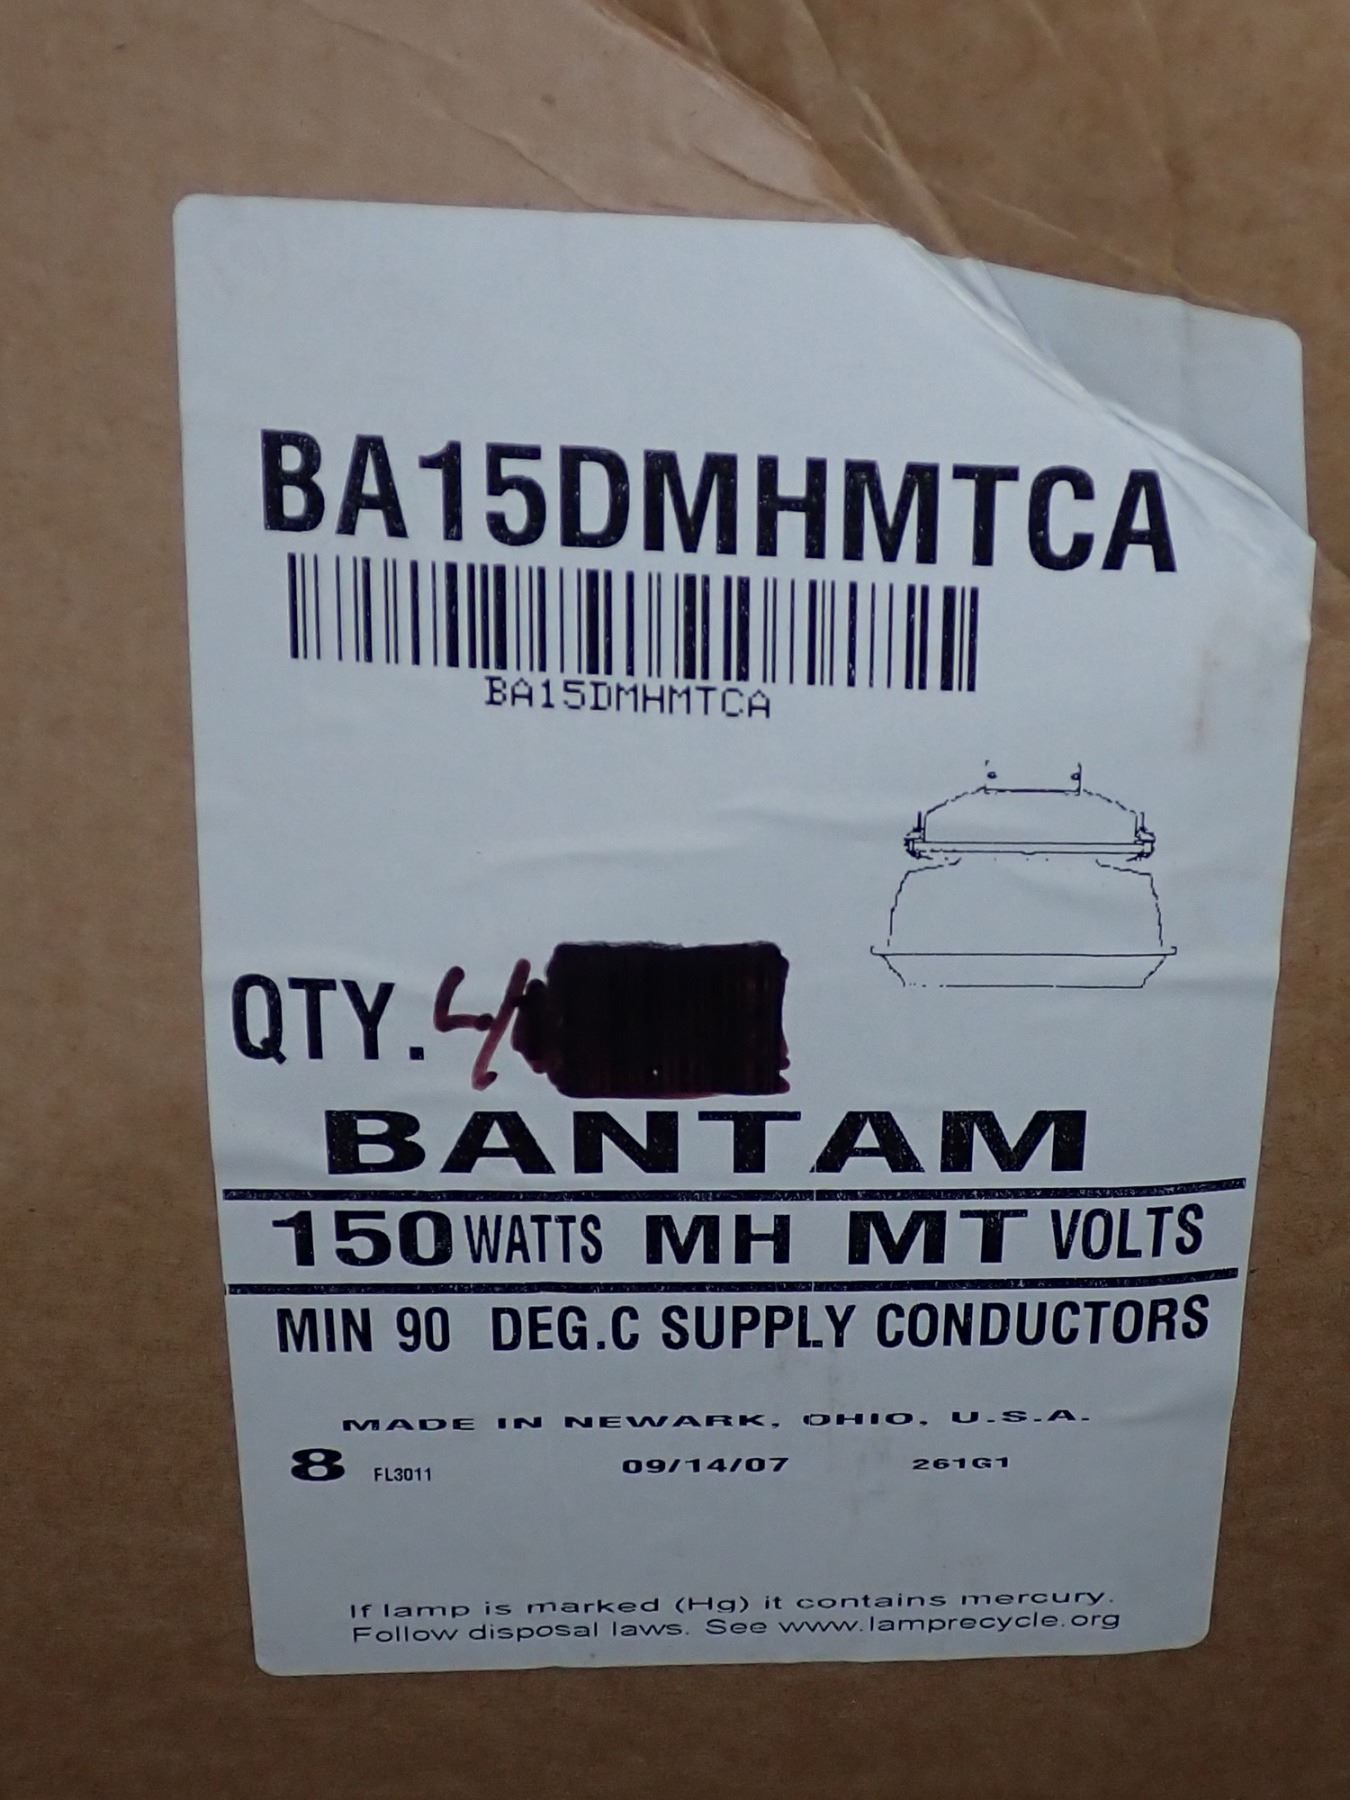 BA15DMHMTCA
BA15DMHMTCA
QTY. 4
BANTAM
150 WATTS MH MT VOLTS
MIN 90 DEG.C SUPPLY CONDUCTORS
MADE IN NEWARK, OHIO, U.S.A.
8 FL3011 09/14/07 261G1
If lamp is marked (Hg) it contains mercury.
Follow disposal laws. See www.lamprecycle.org